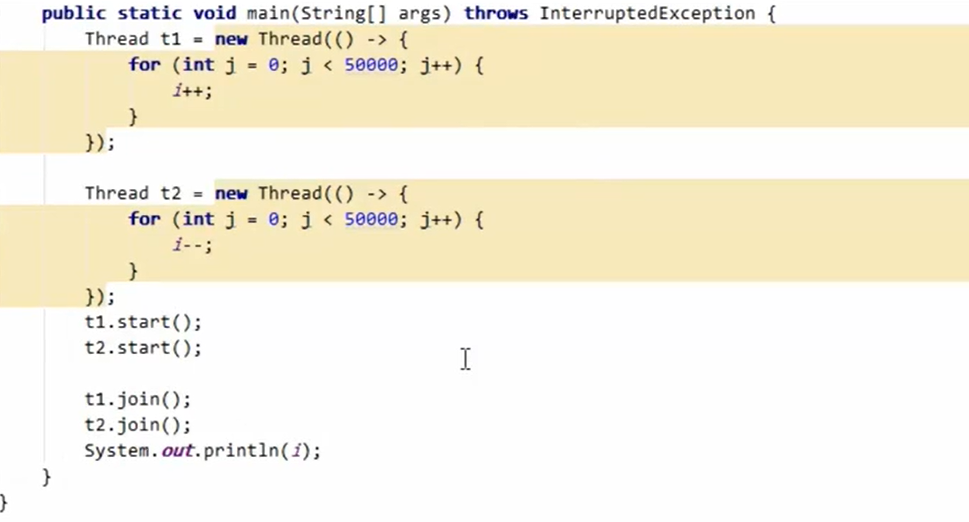 public static void main(String[] args) throws InterruptedException {
Thread t1 = new Thread(() -> {
for (int j = 0; j < 50000; j++) {
i++;
}
});
Thread t2 = new Thread(() -> {
for (int j = 0; j < 50000; j++) {
i--;
}
});
t1.start();
t2.start();
t1.join();
t2.join();
System.out.println(i);
}
}